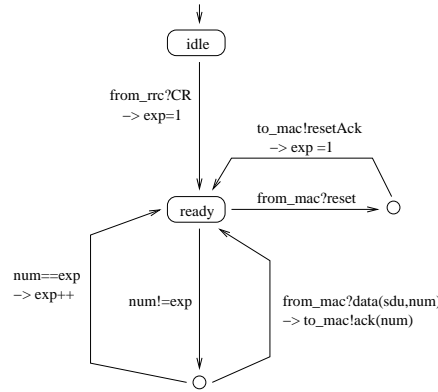 idle
from_rrc?CR
−> exp=1
to_mac!resetAck
−> exp =1
ready
from_mac?reset
num==exp
−> exp++
num!=exp
from_mac?data(sdu,num)
−> to_mac!ack(num)